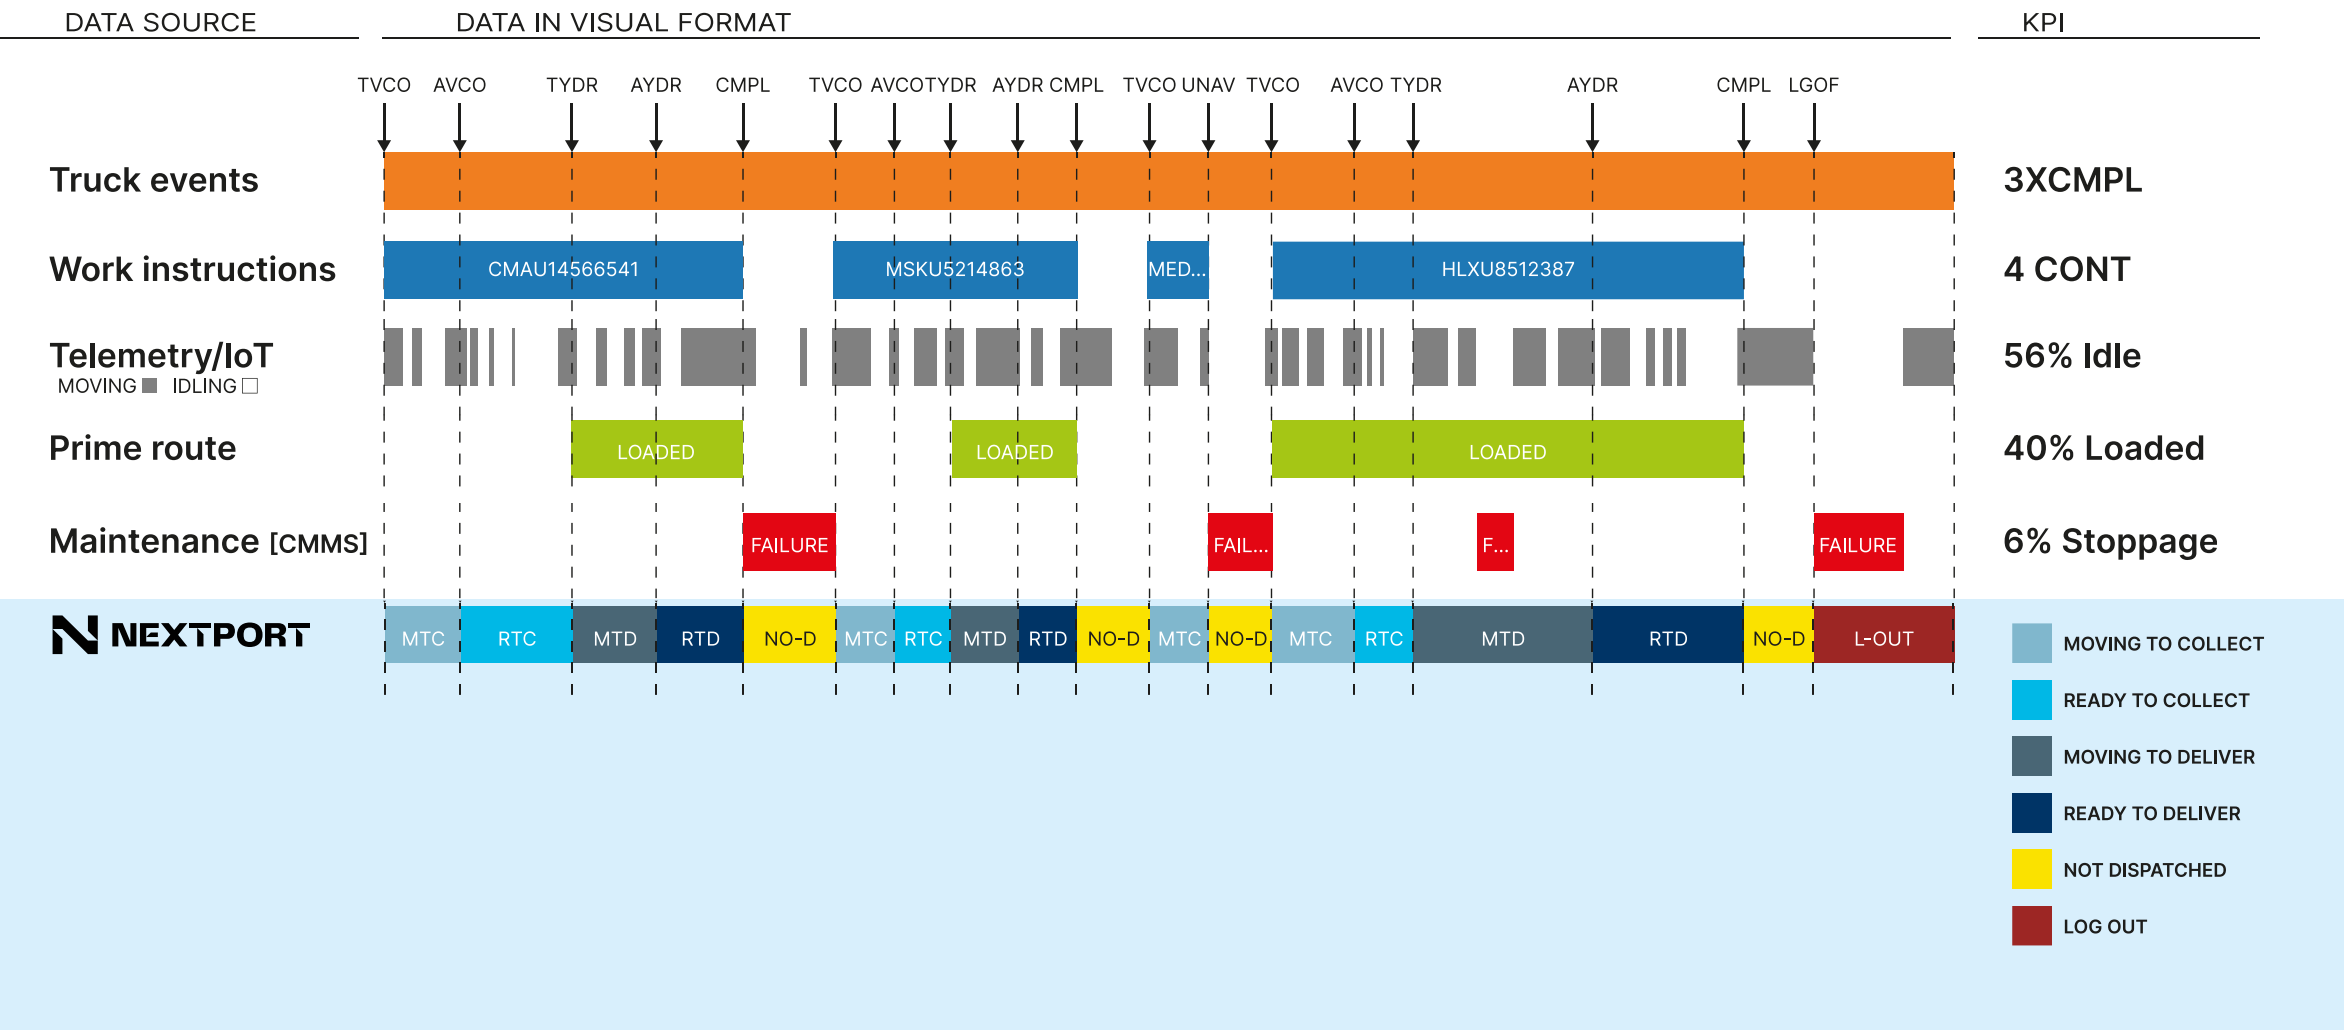 DATA SOURCE DATA IN VISUAL FORMAT KPI
TVCO AVCO TYDR AYDR CMPL TVCO AVCO TYDR AYDR CMPL TVCO UNAV TVCO AVCO TYDR AYDR CMPL LGOF
Truck events 3XCMPL
Work instructions CMAU14566541 MSKU5214863 MED... HLXU8512387 4 CONT
Telemetry/IoT 56% Idle
MOVING IDLING
Prime route LOADED LOADED LOADED 40% Loaded
Maintenance [CMMS] FAILURE FAIL... F... FAILURE 6% Stoppage
NEXTPORT MTC RTC MTD RTD NO-D MTC RTC MTD RTD NO-D MTC NO-D MTC RTC MTD RTD NO-D L-OUT
MOVING TO COLLECT
READY TO COLLECT
MOVING TO DELIVER
READY TO DELIVER
NOT DISPATCHED
LOG OUT